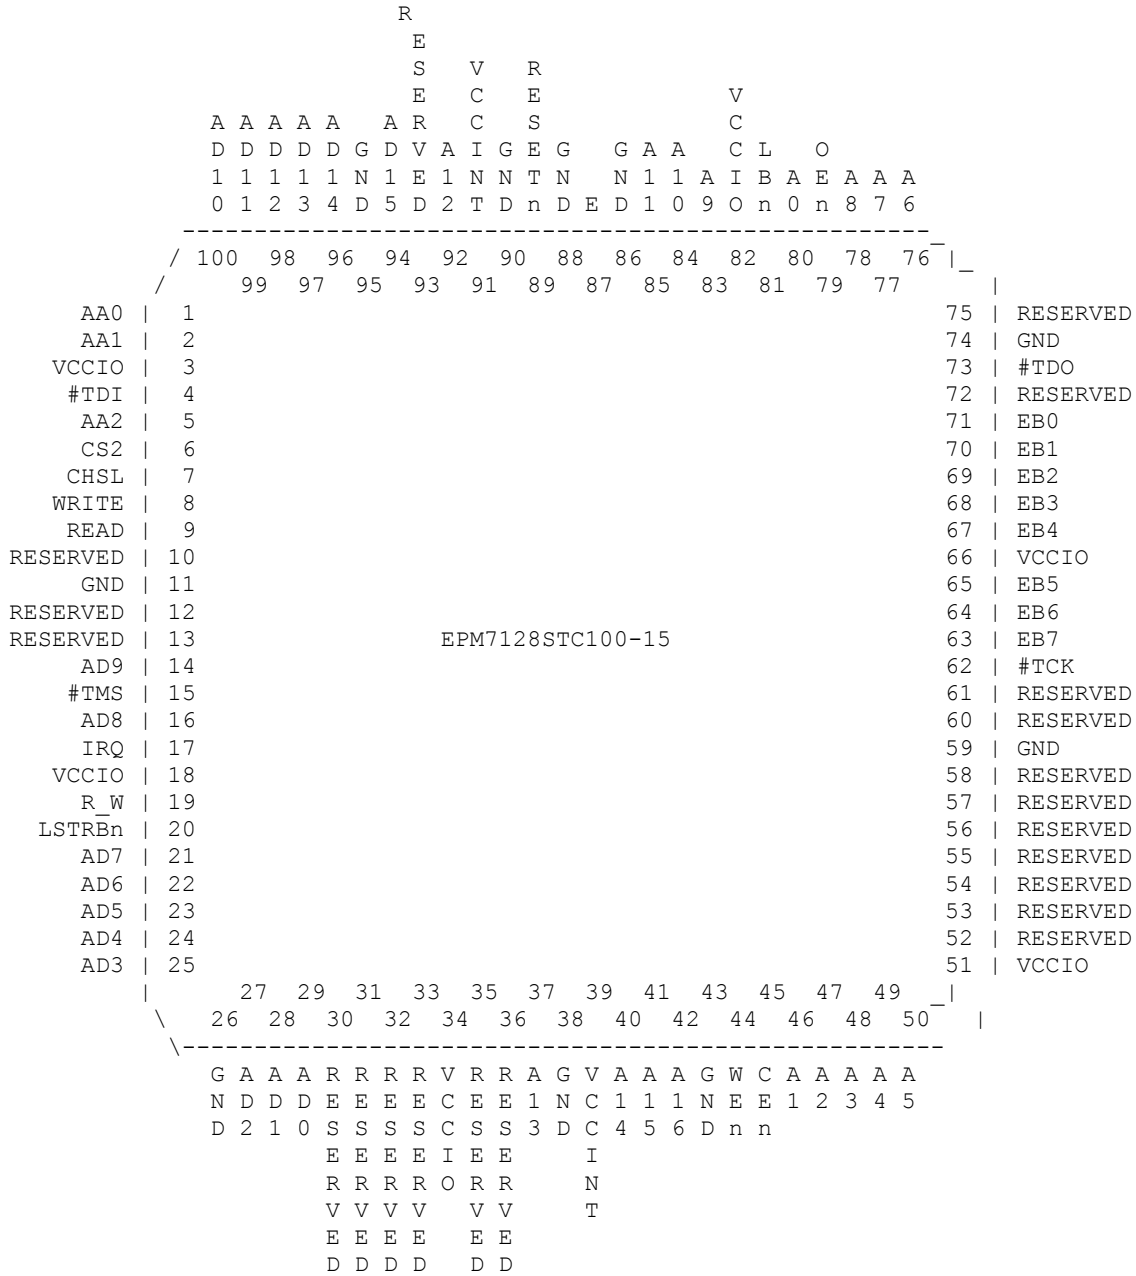 R
E
S V R
E C E V
A A A A A A R C S C
D D D D D G D V A I G E G G A A C L O
1 1 1 1 1 N 1 E 1 N N T N N 1 1 A I B A E A A A
0 1 2 3 4 D 5 D 2 T D n D E D 1 0 9 O n 0 n 8 7 6
--------------------------------------------------- _
/ 100 98 96 94 92 90 88 86 84 82 80 78 76 |_
/ 99 97 95 93 91 89 87 85 83 81 79 77 |
AA0 | 1 75 | RESERVED
AA1 | 2 74 | GND
VCCIO | 3 73 | #TDO
#TDI | 4 72 | RESERVED
AA2 | 5 71 | EB0
CS2 | 6 70 | EB1
CHSL | 7 69 | EB2
WRITE | 8 68 | EB3
READ | 9 67 | EB4
RESERVED | 10 66 | VCCIO
GND | 11 65 | EB5
RESERVED | 12 64 | EB6
RESERVED | 13 EPM7128STC100-15 63 | EB7
AD9 | 14 62 | #TCK
#TMS | 15 61 | RESERVED
AD8 | 16 60 | RESERVED
IRQ | 17 59 | GND
VCCIO | 18 58 | RESERVED
R_W | 19 57 | RESERVED
LSTRBn | 20 56 | RESERVED
AD7 | 21 55 | RESERVED
AD6 | 22 54 | RESERVED
AD5 | 23 53 | RESERVED
AD4 | 24 52 | RESERVED
AD3 | 25 51 | VCCIO
| 27 29 31 33 35 37 39 41 43 45 47 49 _|
\ 26 28 30 32 34 36 38 40 42 44 46 48 50 |
\----------------------------------------------------
G A A A R R R R V R R A G V A A A G W C A A A A A
N D D D E E E E C E E 1 N C 1 1 1 N E E 1 2 3 4 5
D 2 1 0 S S S S C S S 3 D C 4 5 6 D n n
E E E E I E E I
R R R R O R R N
V V V V V V T
E E E E E E
D D D D D D